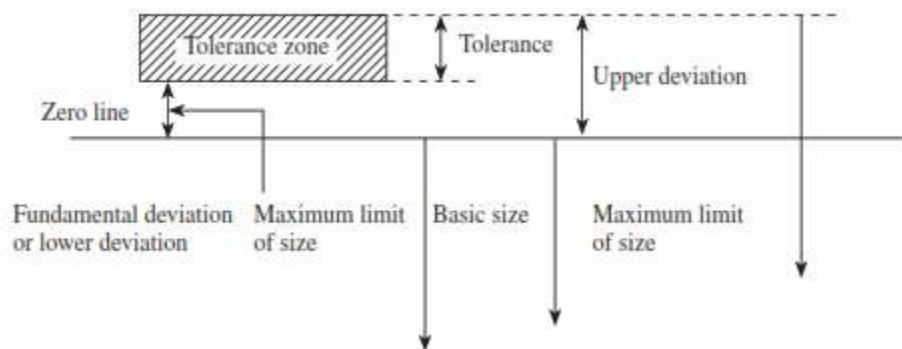 Tolerance zone
Tolerance
Upper deviation
Zero line
Fundamental deviation
or lower deviation
Maximum limit
of size
Basic size
Maximum limit
of size